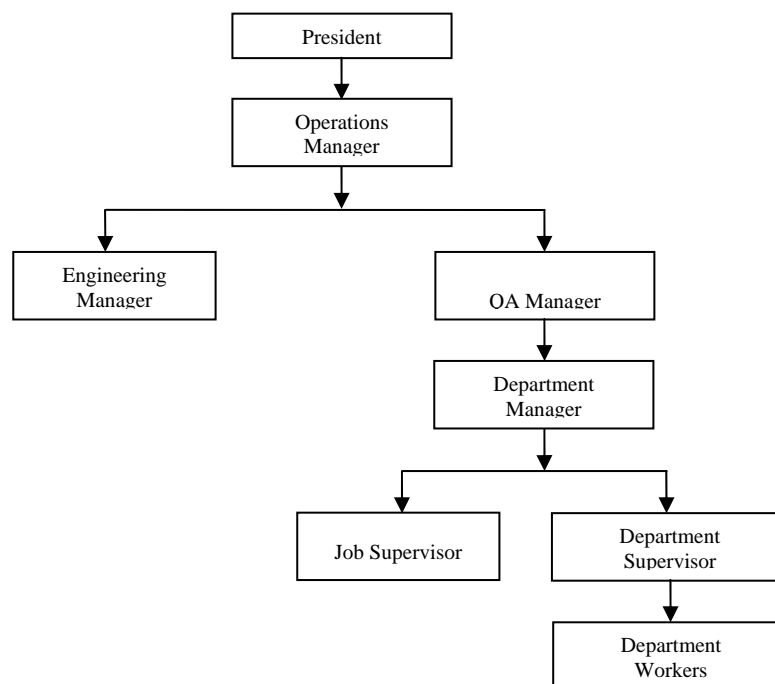 President
Operations
Manager
Engineering
Manager
QA Manager
Department
Manager
Job Supervisor
Department
Supervisor
Department
Workers